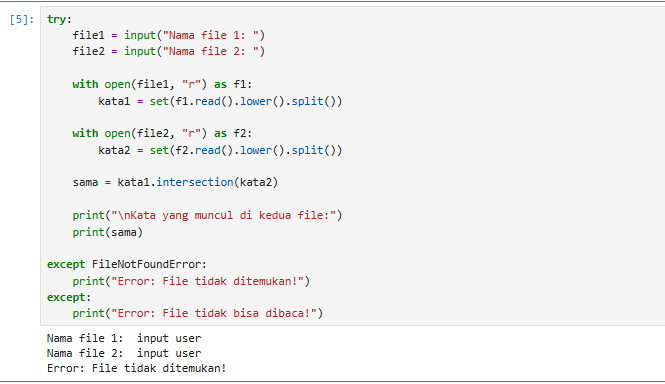 [5]: try:
    file1 = input("Nama file 1: ")
    file2 = input("Nama file 2: ")

    with open(file1, "r") as f1:
        kata1 = set(f1.read().lower().split())

    with open(file2, "r") as f2:
        kata2 = set(f2.read().lower().split())

    sama = kata1.intersection(kata2)

    print("\nKata yang muncul di kedua file:")
    print(sama)

except FileNotFoundError:
    print("Error: File tidak ditemukan!")
except:
    print("Error: File tidak bisa dibaca!")
Nama file 1:  input user
Nama file 2:  input user
Error: File tidak ditemukan!